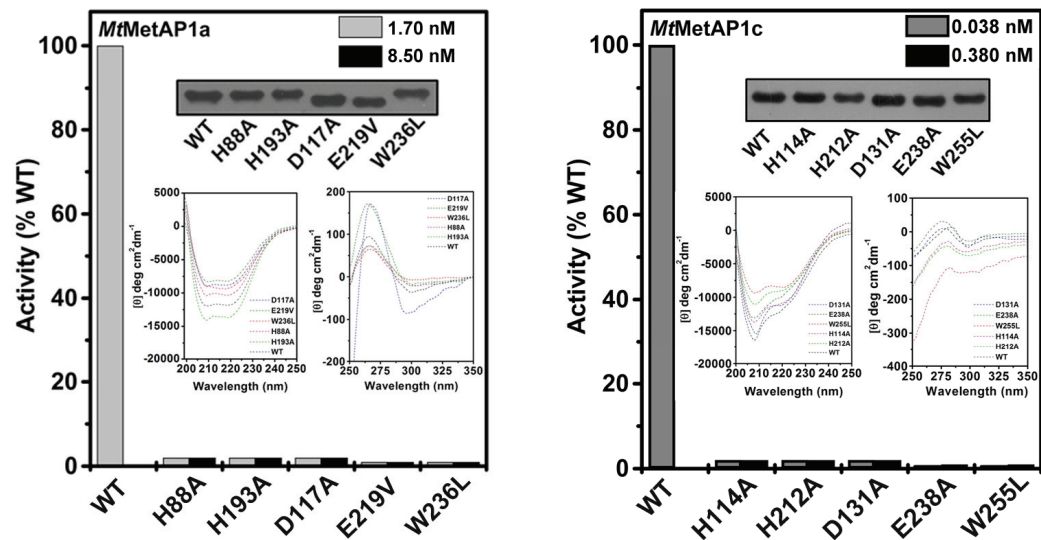 MtMetAP1a
1.70 nM
8.50 nM
Activity (% WT)
100
80
60
40
20
0
WT
H88A
H193A
D117A
E219V
W236L
[θ] deg cm2dm-1
5000
0
-5000
-10000
-15000
-20000
200 210 220 230 240 250
Wavelength (nm)
D117A
E219V
W236L
H88A
H193A
WT
[θ] deg cm2dm-1
200
100
0
-100
-200
250 275 300 325 350
Wavelength (nm)
D117A
E219V
W236L
H88A
H193A
WT
WT
H88A
H193A
D117A
E219V
W236L
MtMetAP1c
0.038 nM
0.380 nM
Activity (% WT)
100
80
60
40
20
0
WT
H114A
H212A
D131A
E238A
W255L
[θ] deg cm2dm-1
5000
0
-5000
-10000
-15000
-20000
200 210 220 230 240 250
Wavelength (nm)
D131A
E238A
W255L
H114A
H212A
WT
[θ] deg cm2dm-1
100
0
-100
-200
-300
-400
250 275 300 325 350
Wavelength (nm)
D131A
E238A
W255L
H114A
H212A
WT
WT
H114A
H212A
D131A
E238A
W255L